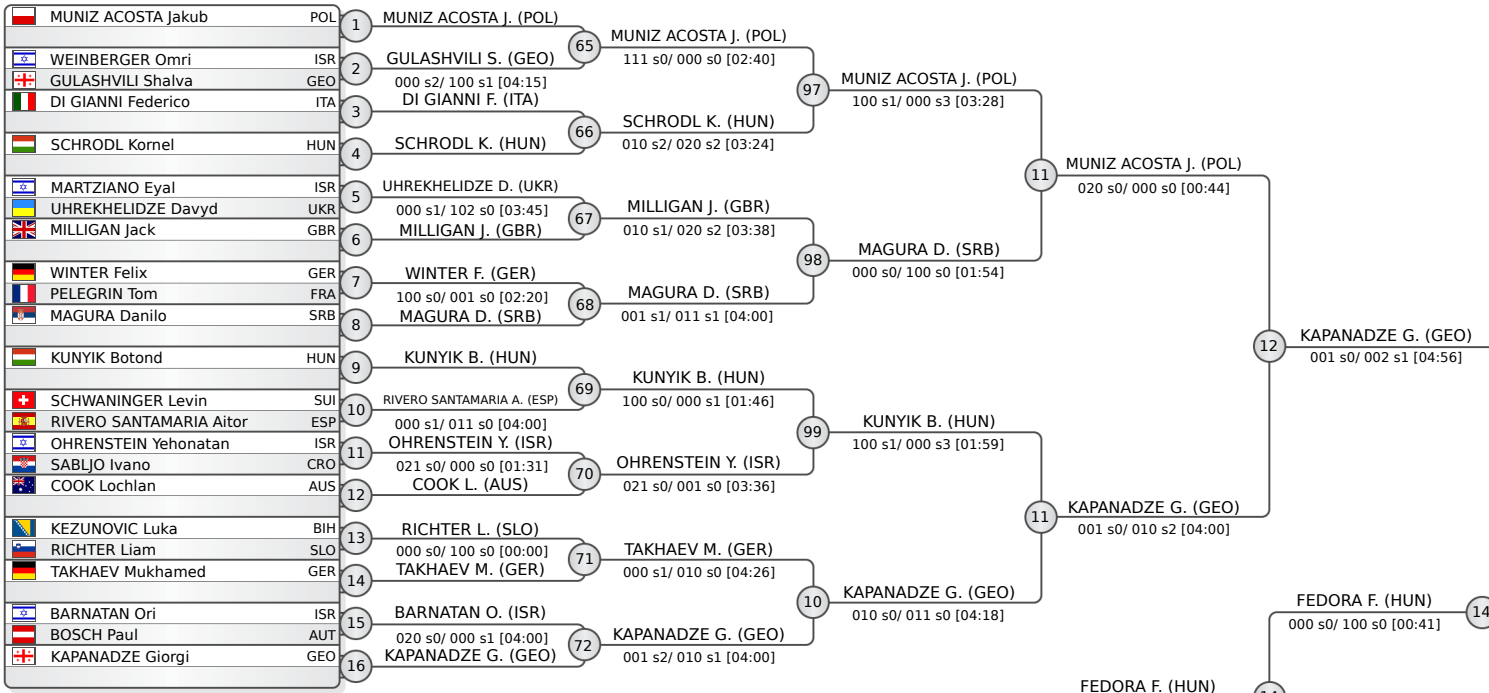 MUNIZ ACOSTA Jakub POL
WEINBERGER Omri ISR
GULASHVILI Shalva GEO
DI GIANNI Federico ITA
SCHRODL Kornel HUN
MARTZIANO Eyal ISR
UHREKHELIDZE Davyd UKR
MILLIGAN Jack GBR
WINTER Felix GER
PELEGRIN Tom FRA
MAGURA Danilo SRB
KUNYIK Botond HUN
SCHWANINGER Levin SUI
RIVERO SANTAMARIA Aitor ESP
OHRENSTEIN Yehonatan ISR
SABLJO Ivano CRO
COOK Lochlan AUS
KEZUNOVIC Luka BIH
RICHTER Liam SLO
TAKHAEV Mukhamed GER
BARNATAN Ori ISR
BOSCH Paul AUT
KAPANADZE Giorgi GEO
1
MUNIZ ACOSTA J. (POL)
2
GULASHVILI S. (GEO)
000 s2/ 100 s1 [04:15]
3
DI GIANNI F. (ITA)
4
SCHRODL K. (HUN)
5
UHREKHELIDZE D. (UKR)
000 s1/ 102 s0 [03:45]
6
MILLIGAN J. (GBR)
7
WINTER F. (GER)
100 s0/ 001 s0 [02:20]
8
MAGURA D. (SRB)
9
KUNYIK B. (HUN)
10
RIVERO SANTAMARIA A. (ESP)
000 s1/ 011 s0 [04:00]
11
OHRENSTEIN Y. (ISR)
021 s0/ 000 s0 [01:31]
12
COOK L. (AUS)
13
RICHTER L. (SLO)
000 s0/ 100 s0 [00:00]
14
TAKHAEV M. (GER)
15
BARNATAN O. (ISR)
020 s0/ 000 s1 [04:00]
16
KAPANADZE G. (GEO)
65
MUNIZ ACOSTA J. (POL)
111 s0/ 000 s0 [02:40]
66
SCHRODL K. (HUN)
010 s2/ 020 s2 [03:24]
67
MILLIGAN J. (GBR)
010 s1/ 020 s2 [03:38]
68
MAGURA D. (SRB)
001 s1/ 011 s1 [04:00]
69
KUNYIK B. (HUN)
100 s0/ 000 s1 [01:46]
70
OHRENSTEIN Y. (ISR)
021 s0/ 001 s0 [03:36]
71
TAKHAEV M. (GER)
000 s1/ 010 s0 [04:26]
72
KAPANADZE G. (GEO)
001 s2/ 010 s1 [04:00]
97
MUNIZ ACOSTA J. (POL)
100 s1/ 000 s3 [03:28]
98
MAGURA D. (SRB)
000 s0/ 100 s0 [01:54]
99
KUNYIK B. (HUN)
100 s1/ 000 s3 [01:59]
10
KAPANADZE G. (GEO)
010 s0/ 011 s0 [04:18]
11
MUNIZ ACOSTA J. (POL)
020 s0/ 000 s0 [00:44]
11
KAPANADZE G. (GEO)
001 s0/ 010 s2 [04:00]
12
KAPANADZE G. (GEO)
001 s0/ 002 s1 [04:56]
FEDORA F. (HUN)
000 s0/ 100 s0 [00:41]
14
FEDORA F. (HUN)